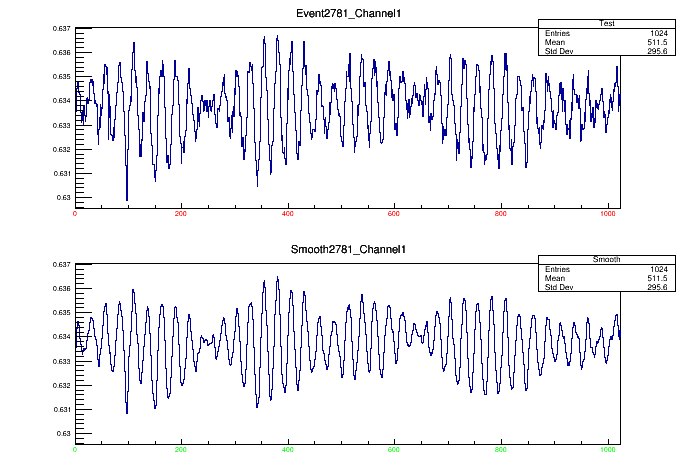 Event2781_Channel1
Test
Entries 1024
Mean 511.5
Std Dev 295.6
0.637
0.636
0.635
0.634
0.633
0.632
0.631
0.63
0 200 400 600 800 1000
Smooth2781_Channel1
Smooth
Entries 1024
Mean 511.5
Std Dev 295.6
0.637
0.636
0.635
0.634
0.633
0.632
0.631
0.63
0 200 400 600 800 1000